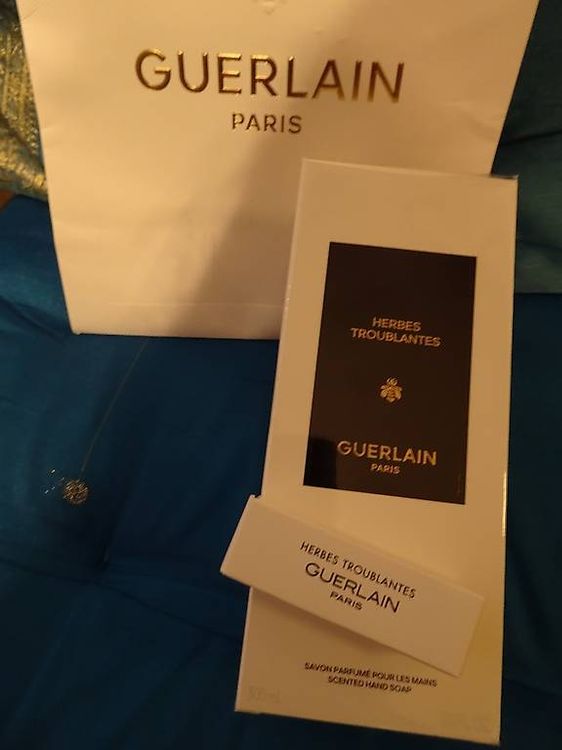 GUERLAIN
PARIS
HERBES
TROUBLANTES
GUERLAIN
PARIS
HERBES TROUBLANTES
GUERLAIN
PARIS
SAVON PARFUMÉ POUR LES MAINS
SCENTED HAND SOAP